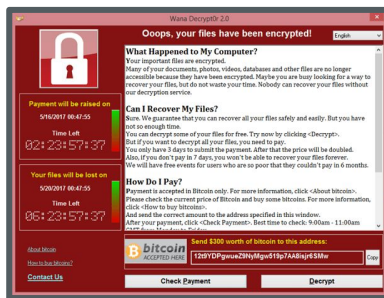 Wana Decrypt0r 2.0
Ooops, your files have been encrypted!
English
What Happened to My Computer?
Your important files are encrypted.
Many of your documents, photos, videos, databases and other files are no longer
accessible because they have been encrypted. Maybe you are busy looking for a way to
recover your files, but do not waste your time. Nobody can recover your files without
our decryption service.
Can I Recover My Files?
Sure. We guarantee that you can recover all your files safely and easily. But you have
not so enough time.
You can decrypt some of your files for free. Try now by clicking <Decrypt>.
But if you want to decrypt all your files, you need to pay.
You only have 3 days to submit the payment. After that the price will be doubled.
Also, if you don't pay in 7 days, you won't be able to recover your files forever.
We will have free events for users who are so poor that they couldn't pay in 6 months.
How Do I Pay?
Payment is accepted in Bitcoin only. For more information, click <About bitcoin>.
Please check the current price of Bitcoin and buy some bitcoins. For more information,
click <How to buy bitcoins>.
And send the correct amount to the address specified in this window.
After your payment, click <Check Payment>. Best time to check: 9:00am - 11:00am
GMT from Monday to Friday.
Payment will be raised on
5/16/2017 00:47:55
Time Left
02:23:57:37
Your files will be lost on
5/20/2017 00:47:55
Time Left
06:23:57:37
About bitcoin
How to buy bitcoins?
Contact Us
bitcoin
ACCEPTED HERE
Send $300 worth of bitcoin to this address:
12t9YDPgwueZ9NyMgw519p7AA8isjr6SMw
Copy
Check Payment
Decrypt